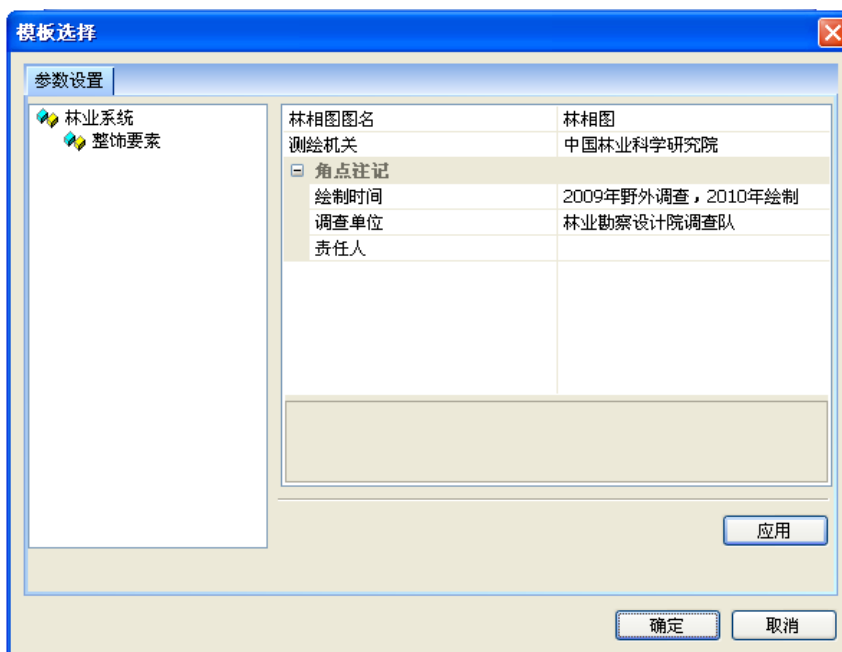 模板选择
参数设置
林业系统
整饰要素
林相图图名 林相图
测绘机关 中国林业科学研究院
角点注记
绘制时间 2009年野外调查，2010年绘制
调查单位 林业勘察设计院调查队
责任人
应用
确定 取消